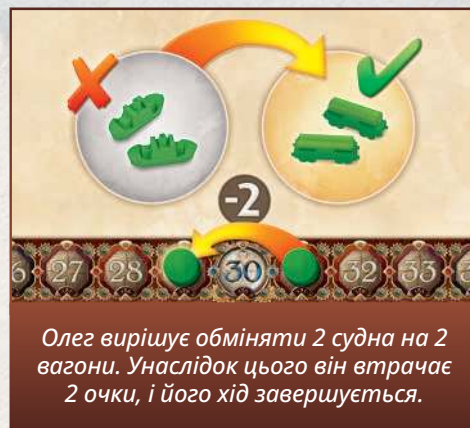 -2
6 27 28 30 32 33
Олег вирішує обміняти 2 судна на 2
вагони. Унаслідок цього він втрачає
2 очки, і його хід завершується.